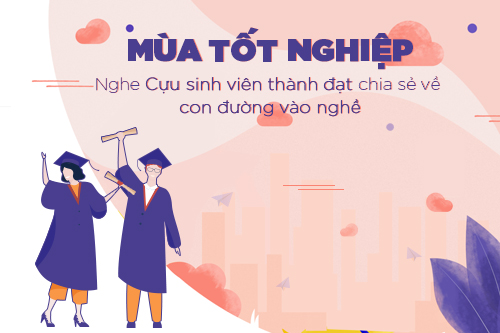 MÙA TỐT NGHIỆP
Nghe Cựu sinh viên thành đạt chia sẻ về
con đường vào nghề